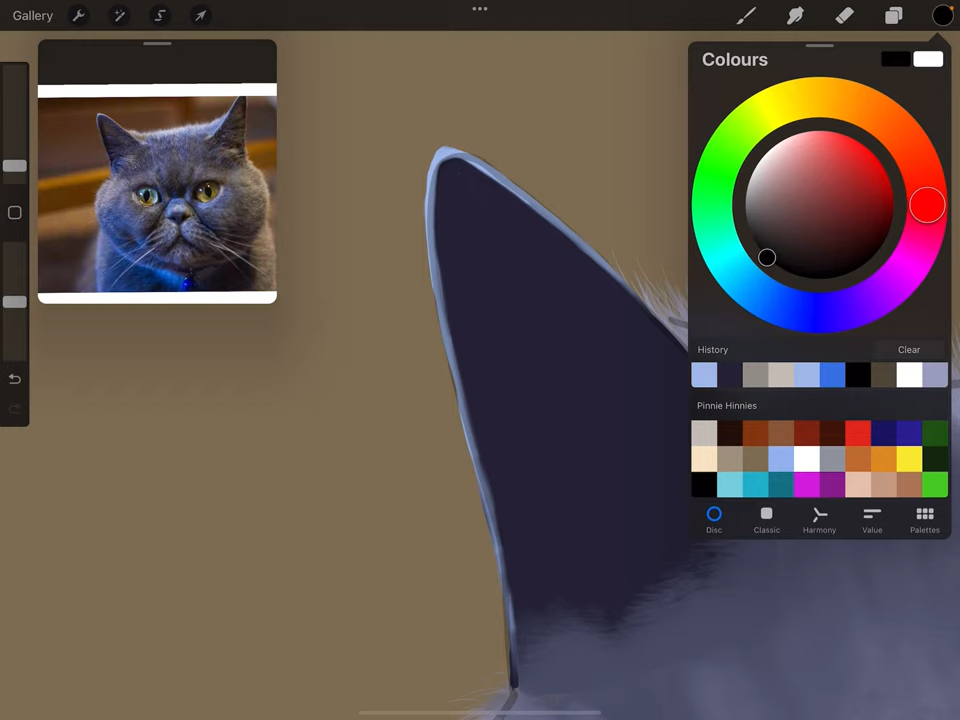 Gallery
Colours
History Clear
Pinnie Hinnies
Disc Classic Harmony Value Palettes